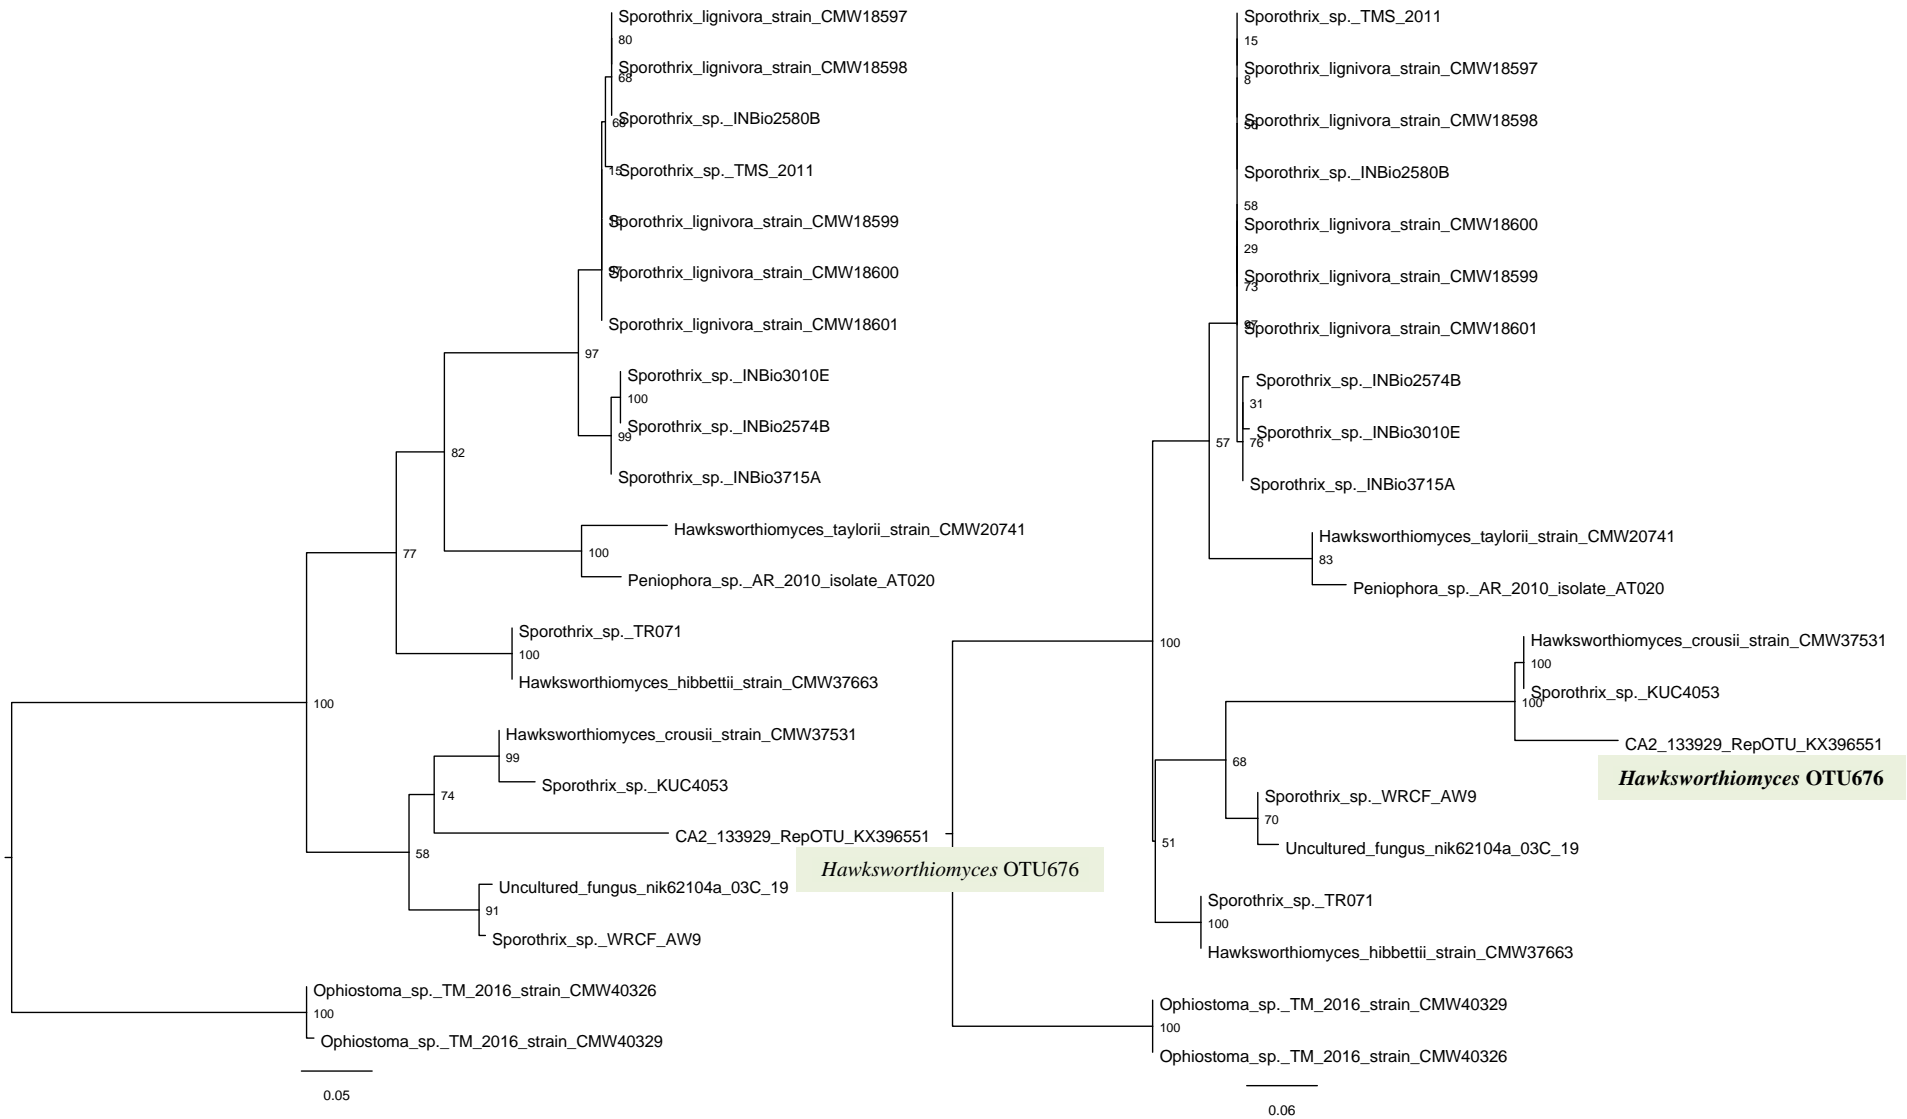 Sporothrix_lignivora_strain_CMW18597
80
Sporothrix_lignivora_strain_CMW18598
68
Sporothrix_sp._INBio2580B
68
Sporothrix_sp._TMS_2011
15
Sporothrix_lignivora_strain_CMW18599
Sporothrix_lignivora_strain_CMW18600
Sporothrix_lignivora_strain_CMW18601
97
Sporothrix_sp._INBio3010E
100
Sporothrix_sp._INBio2574B
99
Sporothrix_sp._INBio3715A
82
Hawksworthiomyces_taylorii_strain_CMW20741
100
Peniophora_sp._AR_2010_isolate_AT020
77
Sporothrix_sp._TR071
100
Hawksworthiomyces_hibbettii_strain_CMW37663
100
Hawksworthiomyces_crousii_strain_CMW37531
99
Sporothrix_sp._KUC4053
74
CA2_133929_RepOTU_KX396551
Hawksworthiomyces OTU676
58
Uncultured_fungus_nik62104a_03C_19
91
Sporothrix_sp._WRCF_AW9
Ophiostoma_sp._TM_2016_strain_CMW40326
100
Ophiostoma_sp._TM_2016_strain_CMW40329
0.05
Sporothrix_sp._TMS_2011
15
Sporothrix_lignivora_strain_CMW18597
8
Sporothrix_lignivora_strain_CMW18598
Sporothrix_sp._INBio2580B
58
Sporothrix_lignivora_strain_CMW18600
29
Sporothrix_lignivora_strain_CMW18599
73
Sporothrix_lignivora_strain_CMW18601
Sporothrix_sp._INBio2574B
31
Sporothrix_sp._INBio3010E
57
76
Sporothrix_sp._INBio3715A
Hawksworthiomyces_taylorii_strain_CMW20741
83
Peniophora_sp._AR_2010_isolate_AT020
100
Hawksworthiomyces_crousii_strain_CMW37531
100
Sporothrix_sp._KUC4053
100
CA2_133929_RepOTU_KX396551
Hawksworthiomyces OTU676
68
Sporothrix_sp._WRCF_AW9
70
Uncultured_fungus_nik62104a_03C_19
51
Sporothrix_sp._TR071
100
Hawksworthiomyces_hibbettii_strain_CMW37663
Ophiostoma_sp._TM_2016_strain_CMW40329
100
Ophiostoma_sp._TM_2016_strain_CMW40326
0.06